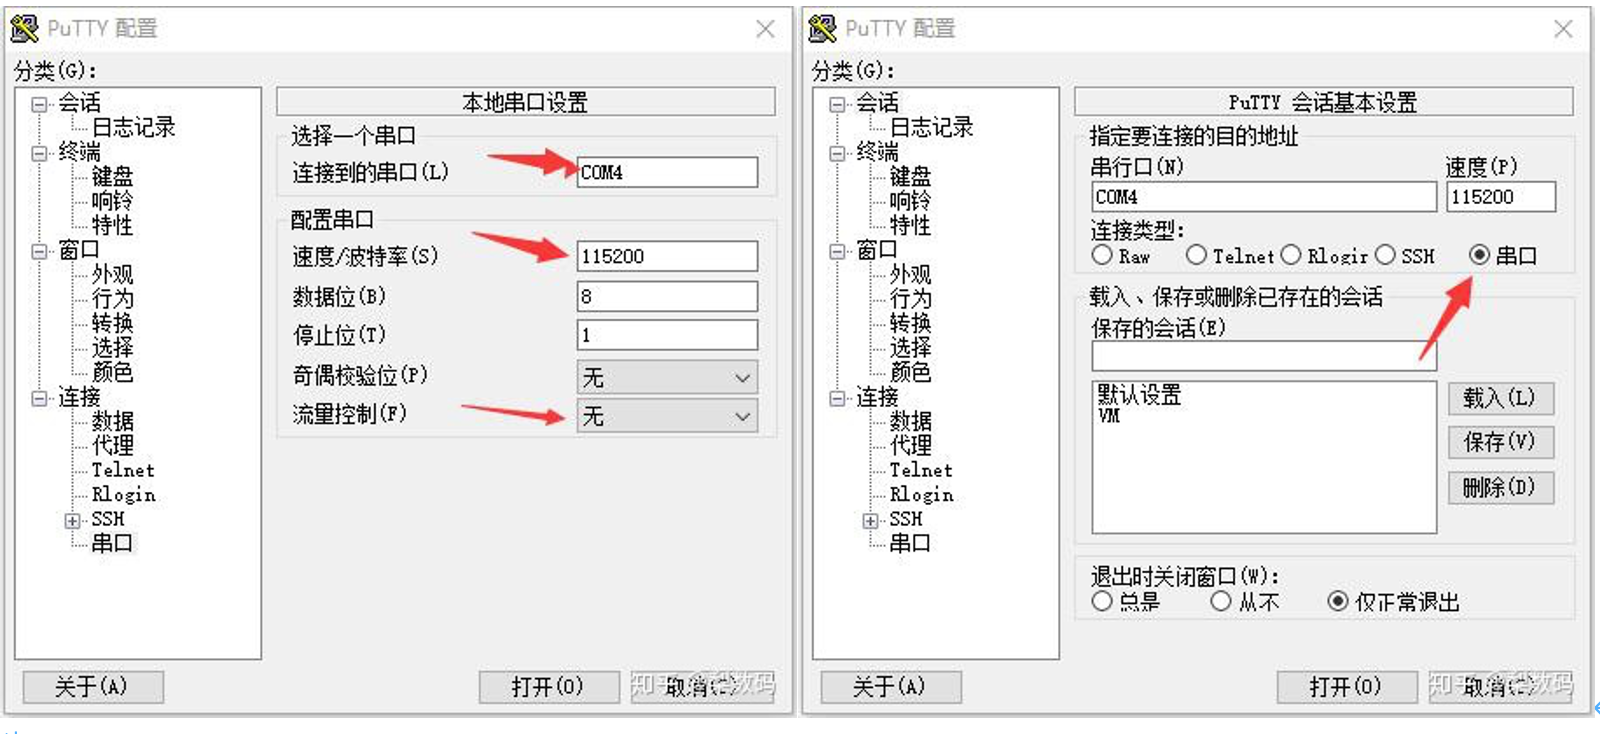 PuTTY 配置
分类(G):
会话
日志记录
终端
键盘
响铃
特性
窗口
外观
行为
转换
选择
颜色
连接
数据
代理
Telnet
Rlogin
SSH
串口
本地串口设置
选择一个串口
连接到的串口(L)
COM4
配置串口
速度/波特率(S)
115200
数据位(B)
8
停止位(T)
1
奇偶校验位(P)
无
流量控制(F)
无
关于(A)
打开(O)
取消(C)
PuTTY 配置
分类(G):
会话
日志记录
终端
键盘
响铃
特性
窗口
外观
行为
转换
选择
颜色
连接
数据
代理
Telnet
Rlogin
SSH
串口
PuTTY 会话基本设置
指定要连接的目的地址
串行口(N) 速度(P)
COM4 115200
连接类型:
Raw Telnet Rlogir SSH 串口
载入、保存或删除已存在的会话
保存的会话(E)
默认设置
VM
载入(L)
保存(V)
删除(D)
退出时关闭窗口(W):
总是 从不 仅正常退出
关于(A)
打开(O)
取消(C)